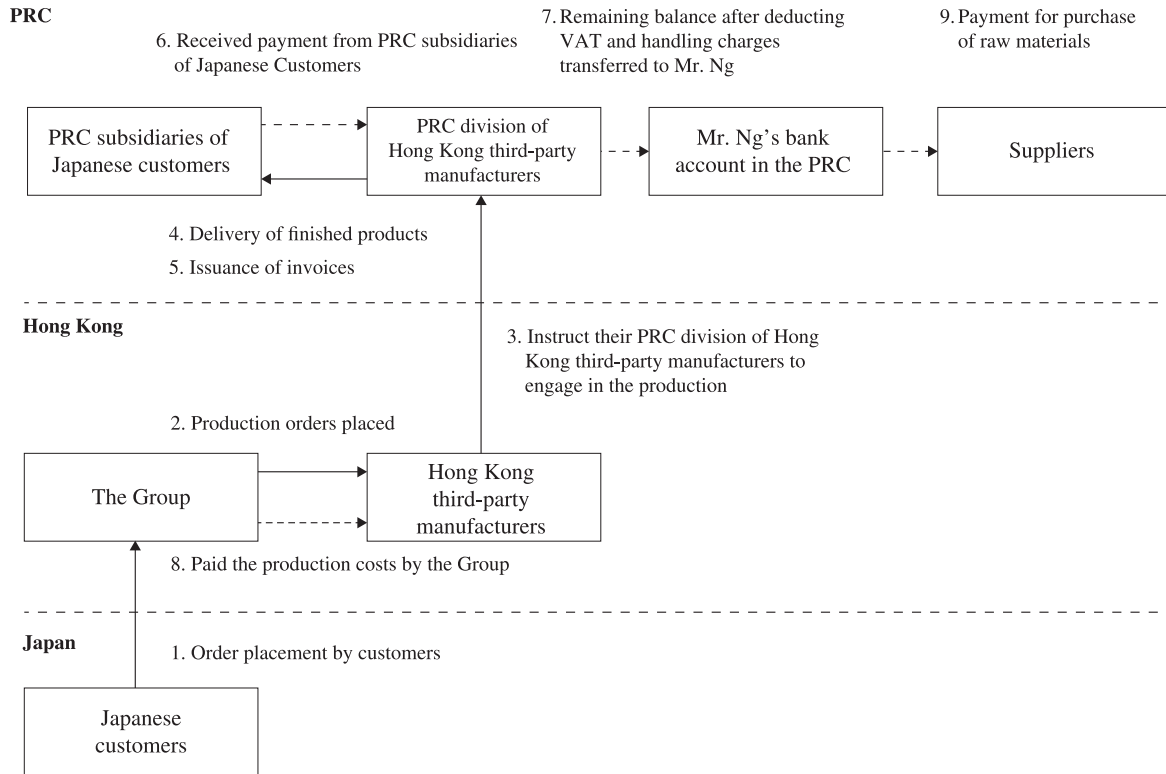 PRC
6. Received payment from PRC subsidiaries
of Japanese Customers
7. Remaining balance after deducting
VAT and handling charges
transferred to Mr. Ng
9. Payment for purchase
of raw materials
PRC subsidiaries of
Japanese customers
PRC division of
Hong Kong third-party
manufacturers
Mr. Ng’s bank
account in the PRC
Suppliers
4. Delivery of finished products
5. Issuance of invoices
Hong Kong
3. Instruct their PRC division of Hong
Kong third-party manufacturers to
engage in the production
2. Production orders placed
The Group
Hong Kong
third-party
manufacturers
8. Paid the production costs by the Group
Japan
1. Order placement by customers
Japanese
customers